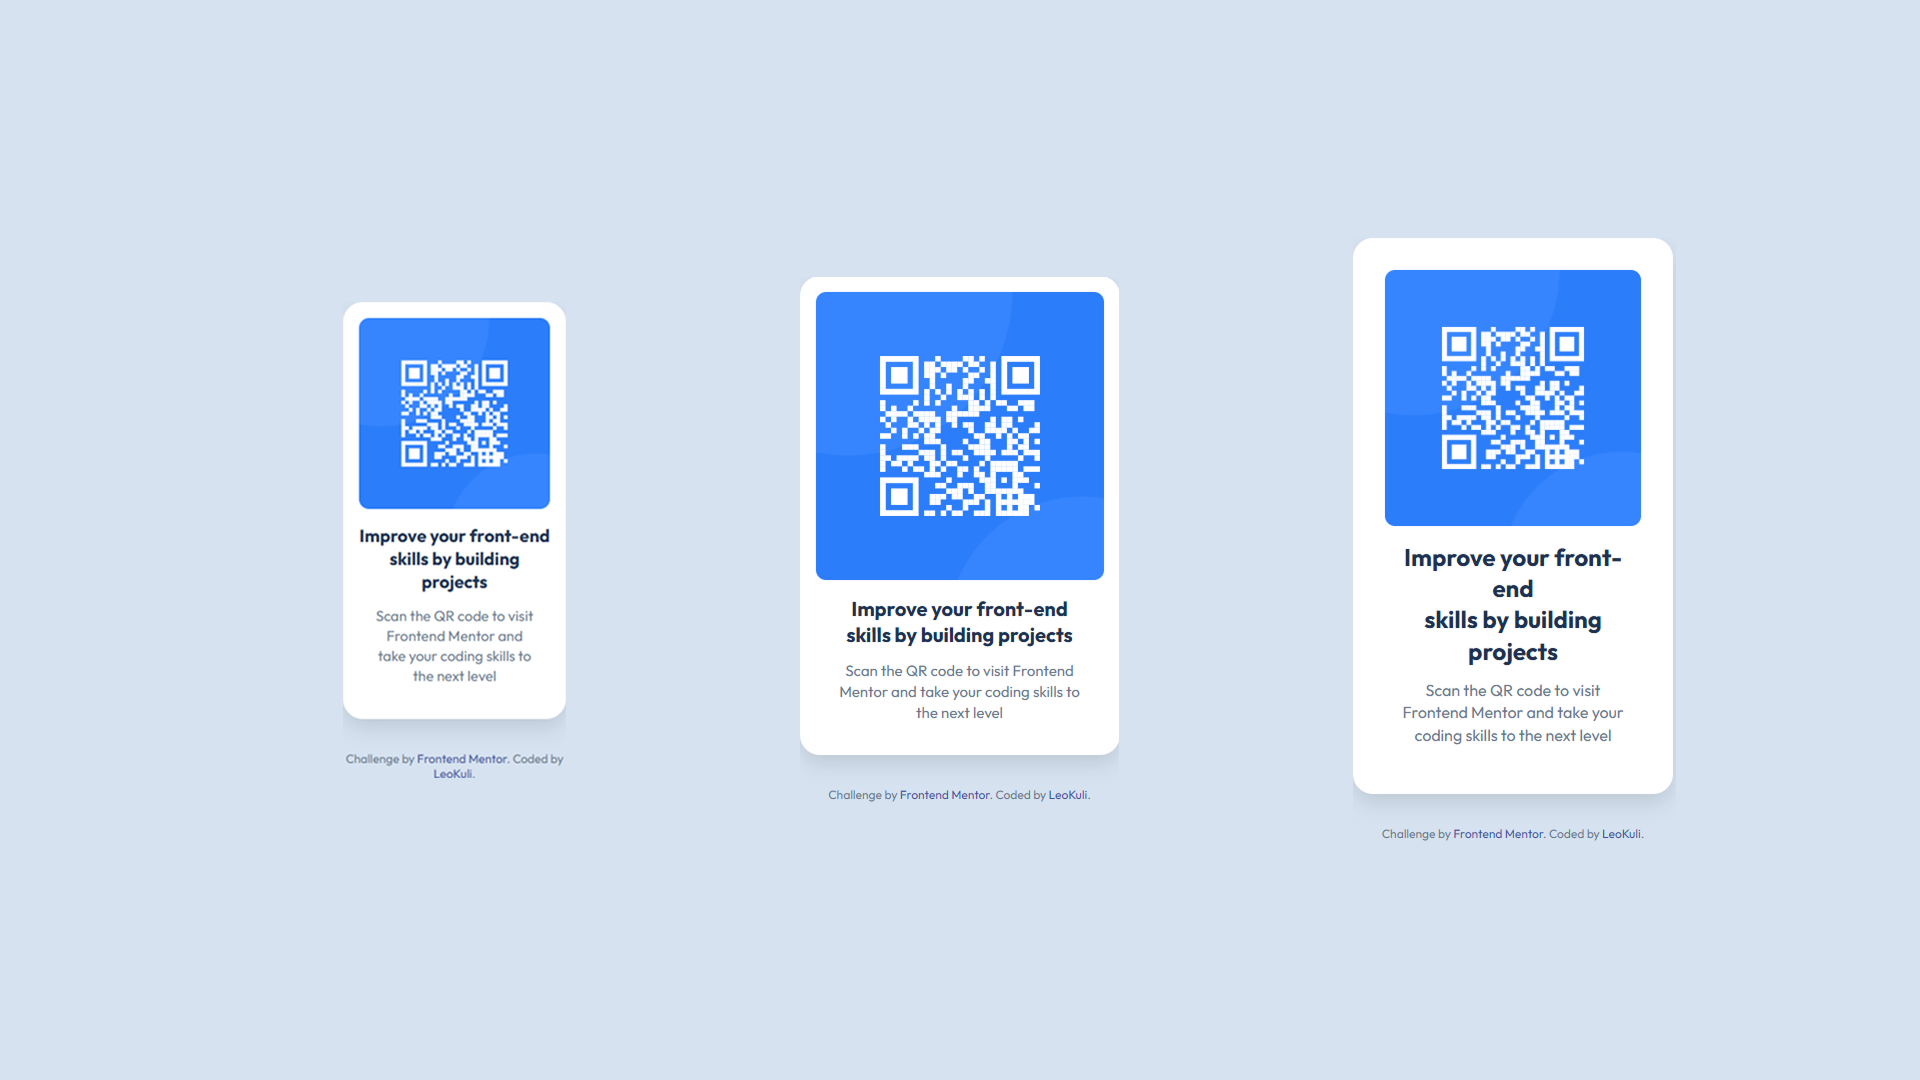 Improve your front-end
skills by building
projects
Scan the QR code to visit
Frontend Mentor and
take your coding skills to
the next level
Challenge by Frontend Mentor. Coded by
LeoKuli.
Improve your front-end
skills by building projects
Scan the QR code to visit Frontend
Mentor and take your coding skills to
the next level
Challenge by Frontend Mentor. Coded by LeoKuli.
Improve your front-
end
skills by building
projects
Scan the QR code to visit
Frontend Mentor and take your
coding skills to the next level
Challenge by Frontend Mentor. Coded by LeoKuli.